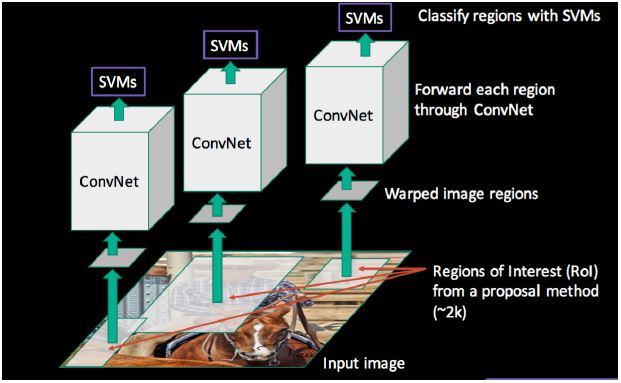 SVMs
Classify regions with SVMs
SVMs
SVMs
Forward each region
through ConvNet
ConvNet
ConvNet
ConvNet
Warped image regions
Regions of Interest (RoI)
from a proposal method
(~2k)
Input image